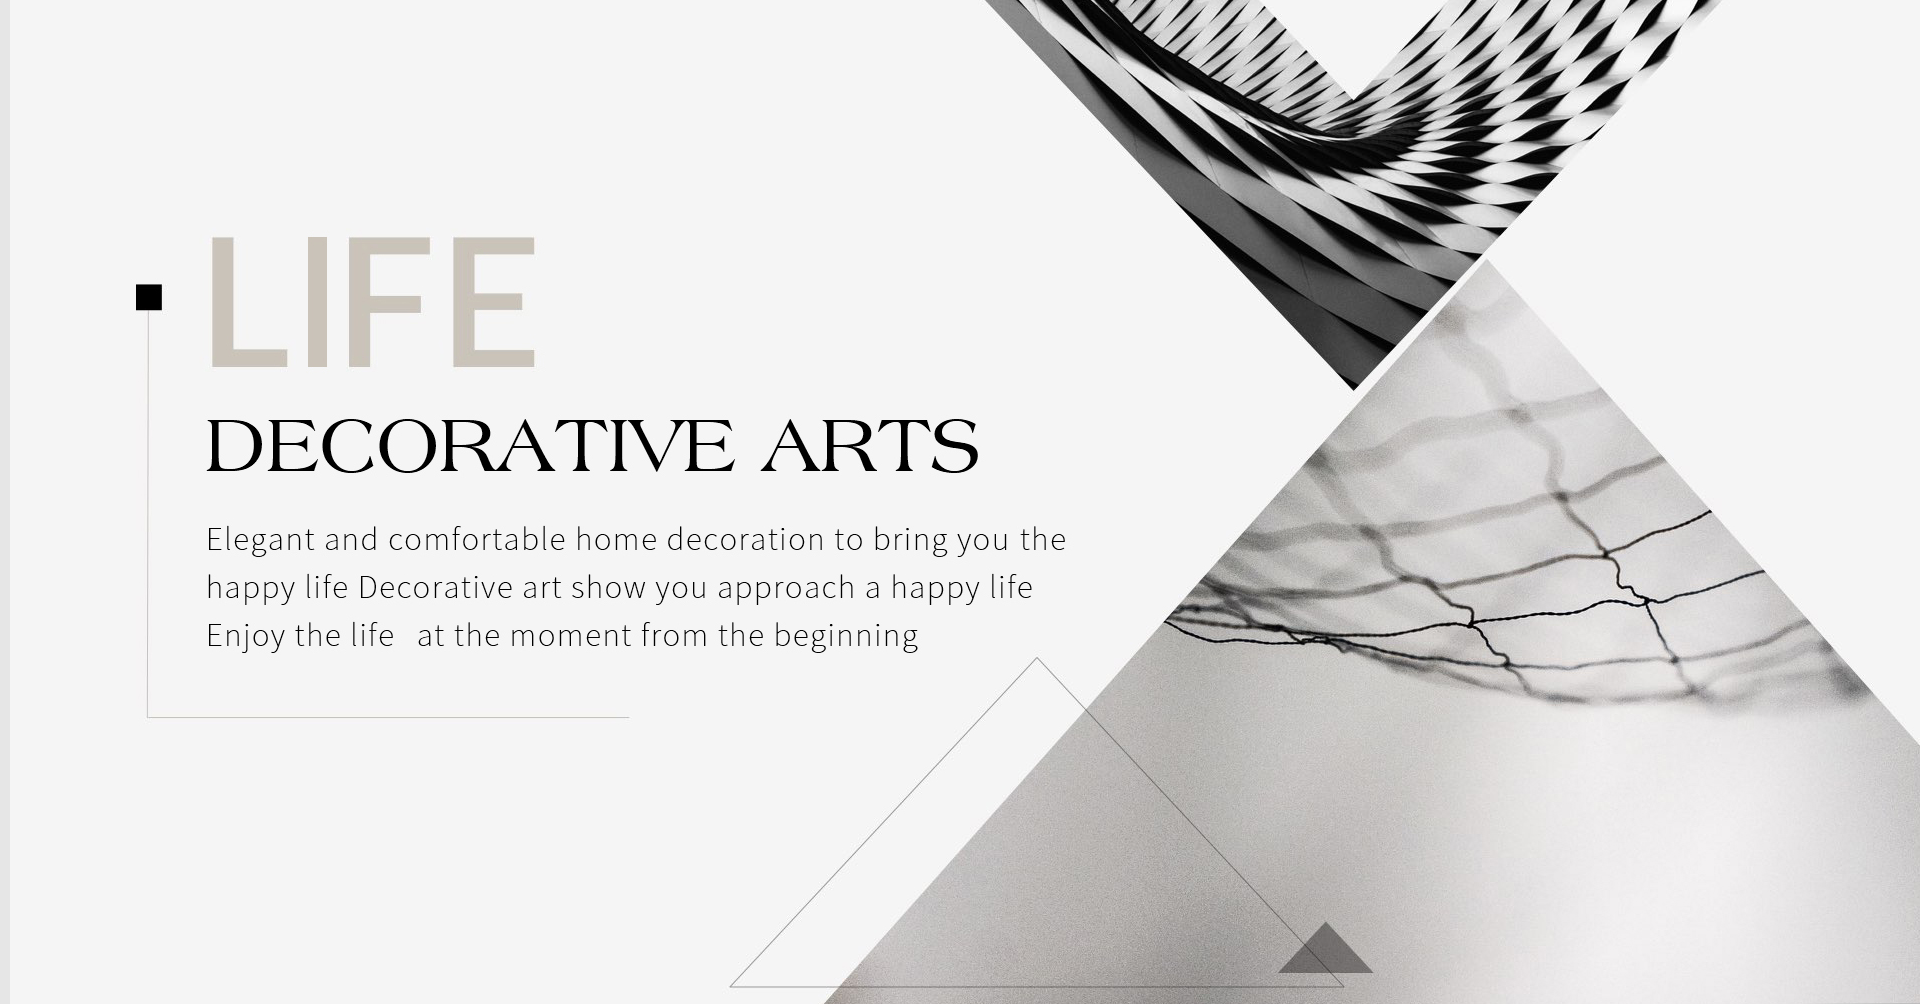 LIFE
DECORATIVE ARTS
Elegant and comfortable home decoration to bring you the
happy life Decorative art show you approach a happy life
Enjoy the life  at the moment from the beginning